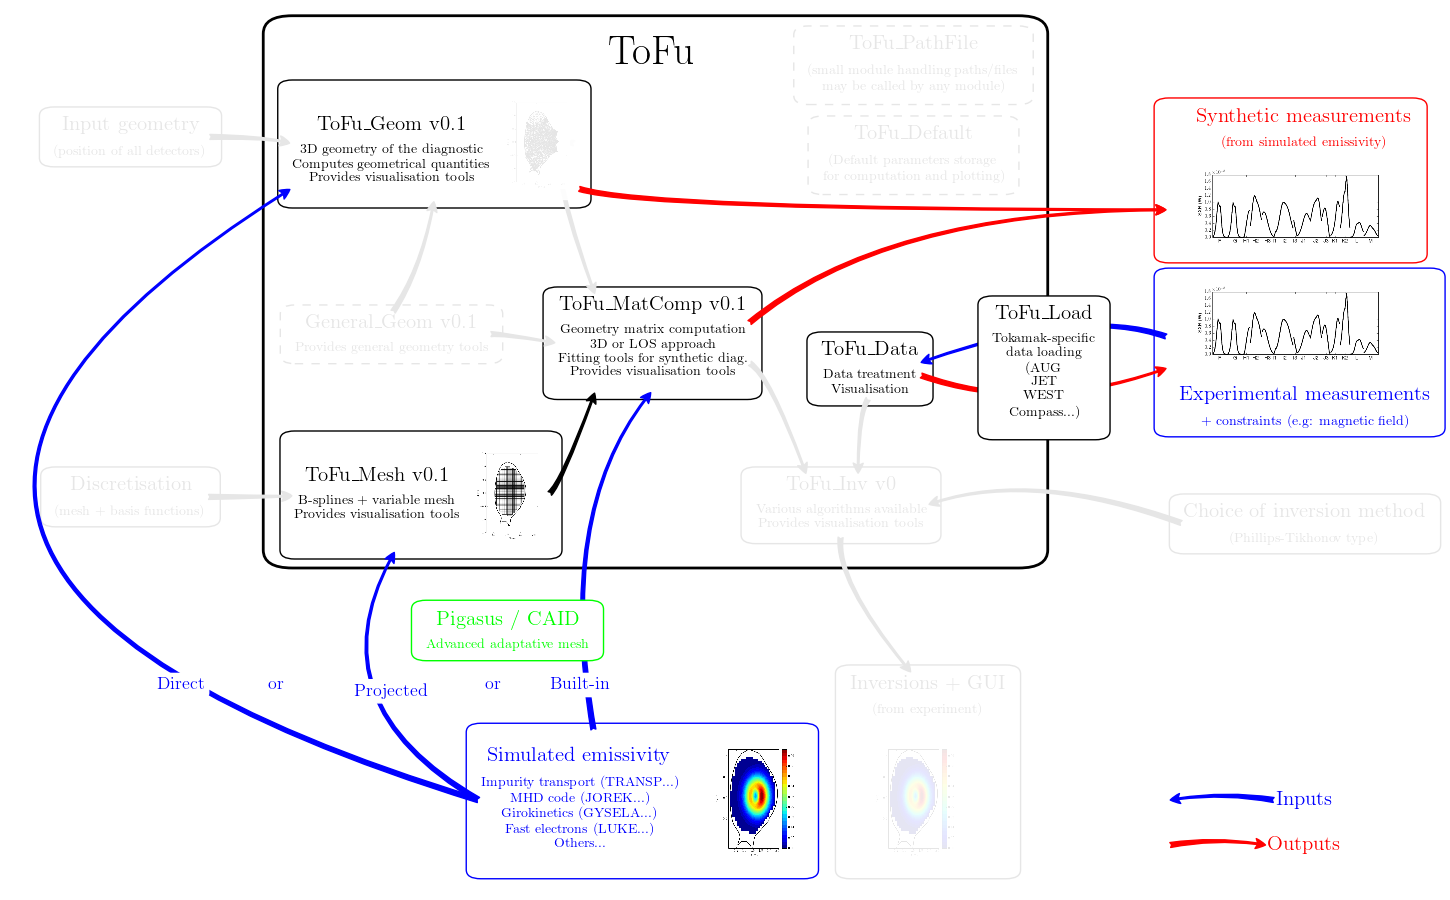 ToFu
ToFu_PathFile
(small module handling paths/files
may be called by any module)
Input geometry
(position of all detectors)
ToFu_Geom v0.1
3D geometry of the diagnostic
Computes geometrical quantities
Provides visualisation tools
ToFu_Default
(Default parameters storage
for computation and plotting)
Synthetic measurements
(from simulated emissivity)
General_Geom v0.1
Provides general geometry tools
ToFu_MatComp v0.1
Geometry matrix computation
3D or LOS approach
Fitting tools for synthetic diag.
Provides visualisation tools
ToFu_Data
Data treatment
Visualisation
ToFu_Load
Tokamak-specific
data loading
(AUG
JET
WEST
Compass...)
Experimental measurements
+ constraints (e.g: magnetic field)
Discretisation
(mesh + basis functions)
ToFu_Mesh v0.1
B-splines + variable mesh
Provides visualisation tools
ToFu_Inv v0
Various algorithms available
Provides visualisation tools
Choice of inversion method
(Phillips-Tikhonov type)
Pigasus / CAID
Advanced adaptative mesh
Direct
or
Projected
or
Built-in
Inversions + GUI
(from experiment)
Simulated emissivity
Impurity transport (TRANSP...)
MHD code (JOREK...)
Girokinetics (GYSELA...)
Fast electrons (LUKE...)
Others...
Inputs
Outputs